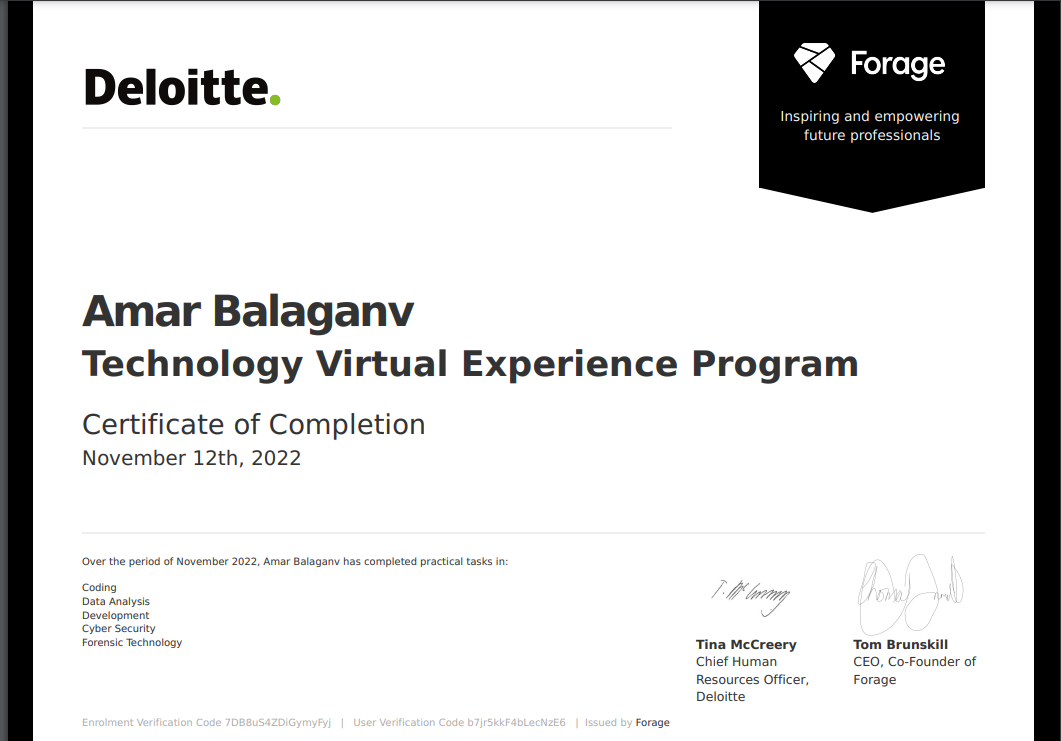 Deloitte.
Forage
Inspiring and empowering
future professionals
Amar Balaganv
Technology Virtual Experience Program
Certificate of Completion
November 12th, 2022
Over the period of November 2022, Amar Balaganv has completed practical tasks in:
Coding
Data Analysis
Development
Cyber Security
Forensic Technology
Tina McCreery
Chief Human
Resources Officer,
Deloitte
Tom Brunskill
CEO, Co-Founder of
Forage
Enrolment Verification Code 7DB8uS4ZDiGymyFyj | User Verification Code b7jr5kkF4bLecNzE6 | Issued by Forage